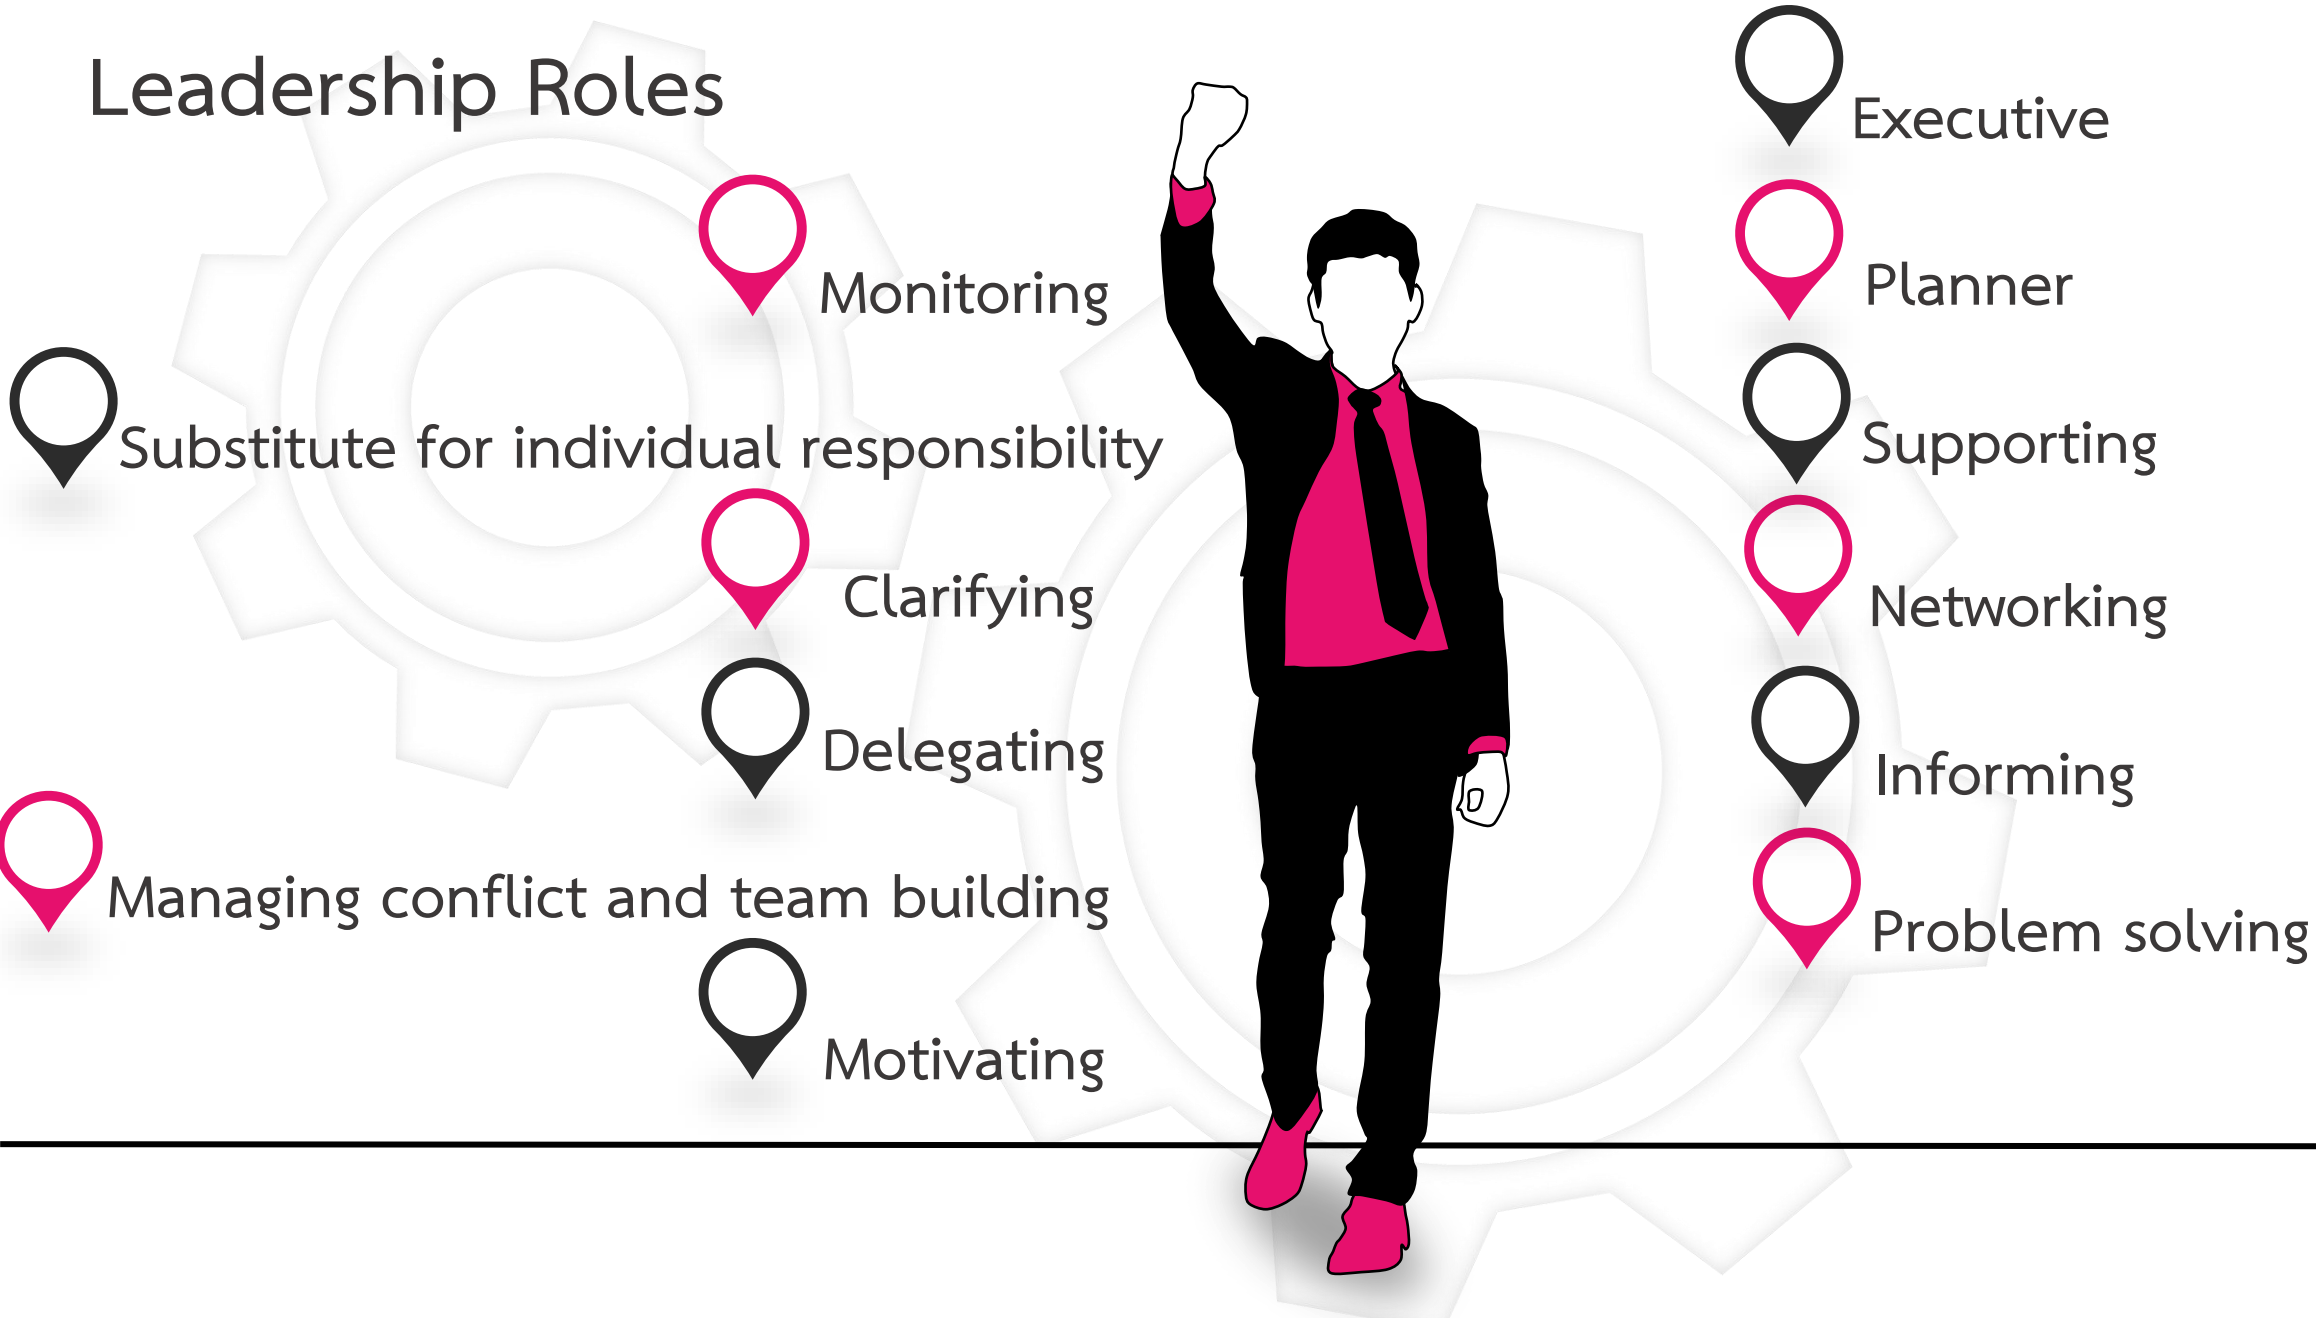 Leadership Roles
Monitoring
Substitute for individual responsibility
Clarifying
Delegating
Managing conflict and team building
Motivating
Executive
Planner
Supporting
Networking
Informing
Problem solving